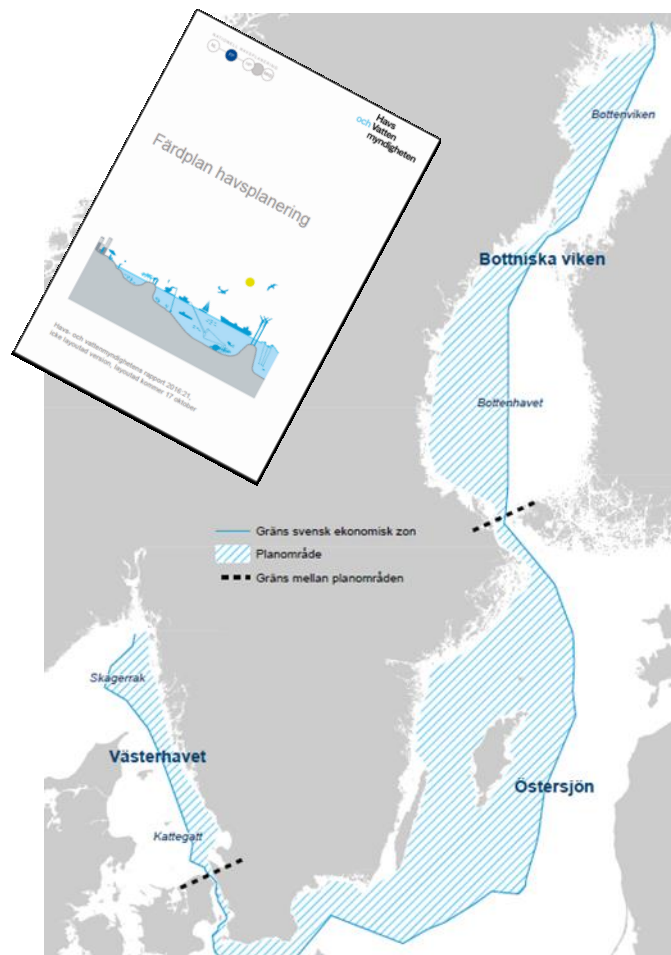 Havs
och Vatten
myndigheten
Färdplan havsplanering
Havs- och vattenmyndighetens rapport 2016:21,
icke layoutad version, layoutad kommer 17 oktober
Bottenviken
Bottniska viken
Bottenhavet
Gräns svensk ekonomisk zon
Planområde
Gräns mellan planområden
Skagerrak
Västerhavet
Östersjön
Kattegatt